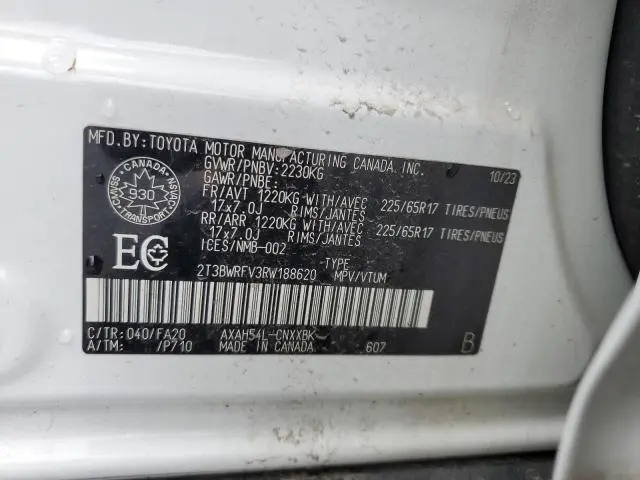 MFD.BY:TOYOTA MOTOR MANUFACTURING CANADA. INC.
GVWR/PNBV:2230KG 10/23
GAWR/PNBE:
FR/AVT 1220KG WITH/AVEC 225/65R17 TIRES/PNEUS
17x7.0J RIMS/JANTES
RR/ARR 1220KG WITH/AVEC 225/65R17 TIRES/PNEUS
17x7.0J RIMS/JANTES
ICES/NMB-002
CANADA
930
TRANSPORT
EC
TYPE
2T3BWRFV3RW188620 MPV/VTUM
C/TR:040/FA20 AXAH54L-CNXXBK
A/TM: /P710 MADE IN CANADA 607 B